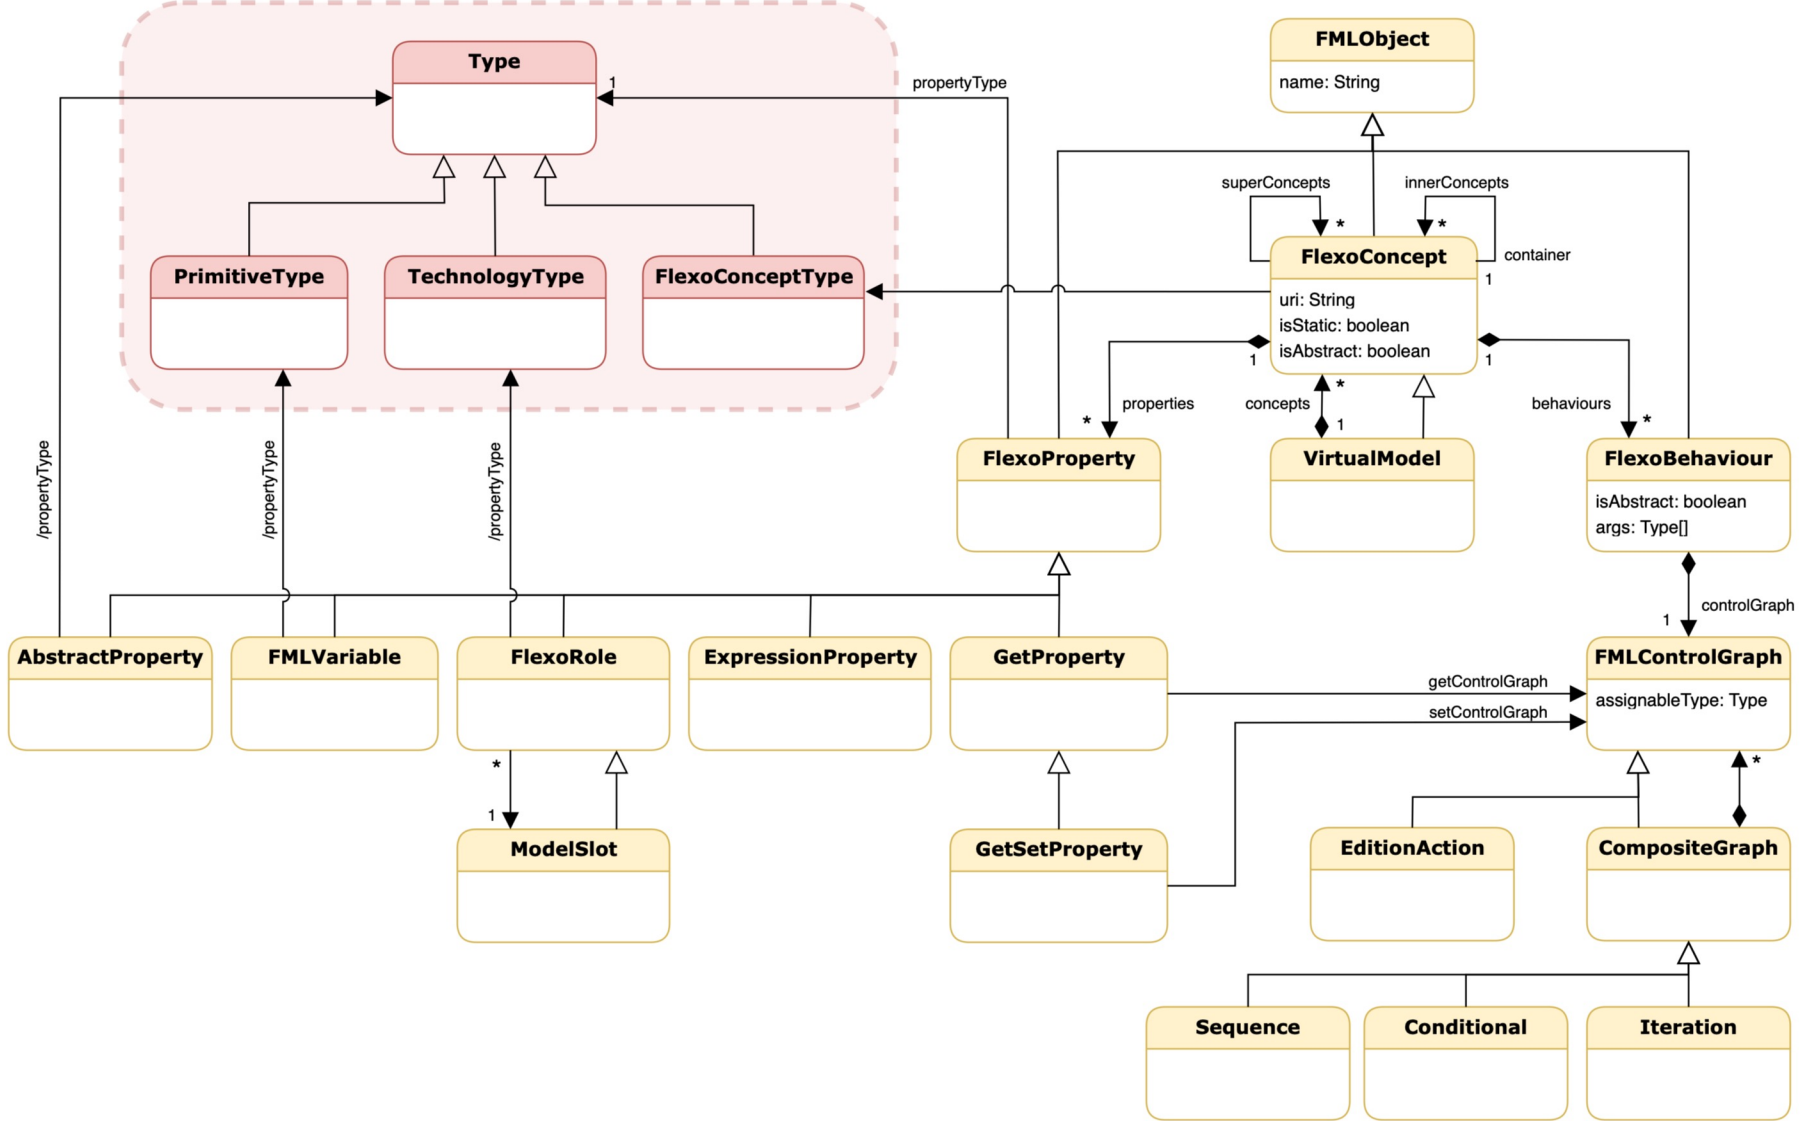 FMLObject
name: String
Type
1
propertyType
superConcepts
innerConcepts
*
*
FlexoConcept
container
1
uri: String
isStatic: boolean
isAbstract: boolean
PrimitiveType
TechnologyType
FlexoConceptType
1
1
properties
*
concepts
*
1
behaviours
*
/propertyType
/propertyType
/propertyType
FlexoProperty
VirtualModel
FlexoBehaviour
isAbstract: boolean
args: Type[]
controlGraph
1
AbstractProperty
FMLVariable
FlexoRole
ExpressionProperty
GetProperty
FMLControlGraph
assignableType: Type
getControlGraph
setControlGraph
*
1
*
ModelSlot
GetSetProperty
EditionAction
CompositeGraph
Sequence
Conditional
Iteration